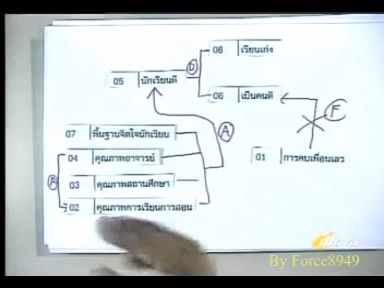 08 เรียนเก่ง
D
05 นักเรียนดี
06 เป็นคนดี
F
07 พื้นฐานจิตใจนักเรียน
A
04 คุณภาพอาจารย์
01 การคบเพื่อนเลว
A
03 คุณภาพสถานศึกษา
02 คุณภาพการเรียนการสอน
By Force8949